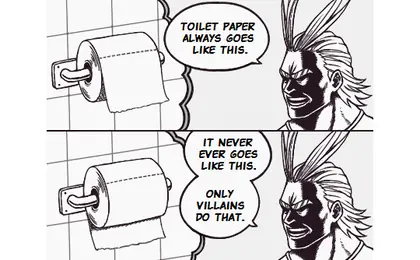 TOILET PAPER
ALWAYS GOES
LIKE THIS.
IT NEVER
EVER GOES
LIKE THIS.
ONLY
VILLAINS
DO THAT.